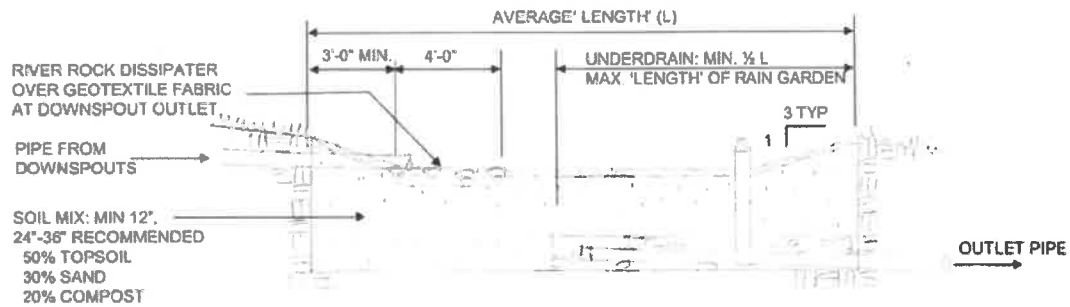 AVERAGE' LENGTH' (L)
3'-0" MIN.
4'-0"
UNDERDRAIN: MIN. ½ L
MAX. 'LENGTH' OF RAIN GARDEN
RIVER ROCK DISSIPATER
OVER GEOTEXTILE FABRIC
AT DOWNSPOUT OUTLET
3 TYP
1
PIPE FROM
DOWNSPOUTS
SOIL MIX: MIN 12",
24"-36" RECOMMENDED
50% TOPSOIL
30% SAND
20% COMPOST
OUTLET PIPE